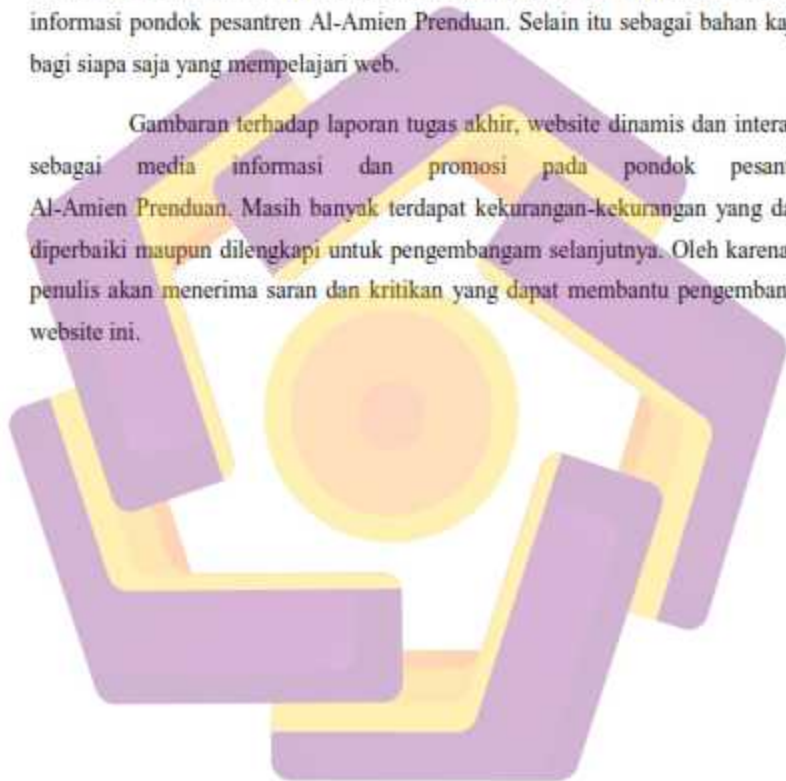 informasi pondok pesantren Al-Amien Prenduan. Selain itu sebagai bahan kaj
bagi siapa saja yang mempelajari web.
Gambaran terhadap laporan tugas akhir, website dinamis dan intera
sebagai media informasi dan promosi pada pondok pesant
Al-Amien Prenduan. Masih banyak terdapat kekurangan-kekurangan yang da
diperbaiki maupun dilengkapi untuk pengembangam selanjutnya. Oleh karena
penulis akan menerima saran dan kritikan yang dapat membantu pengemban
website ini.